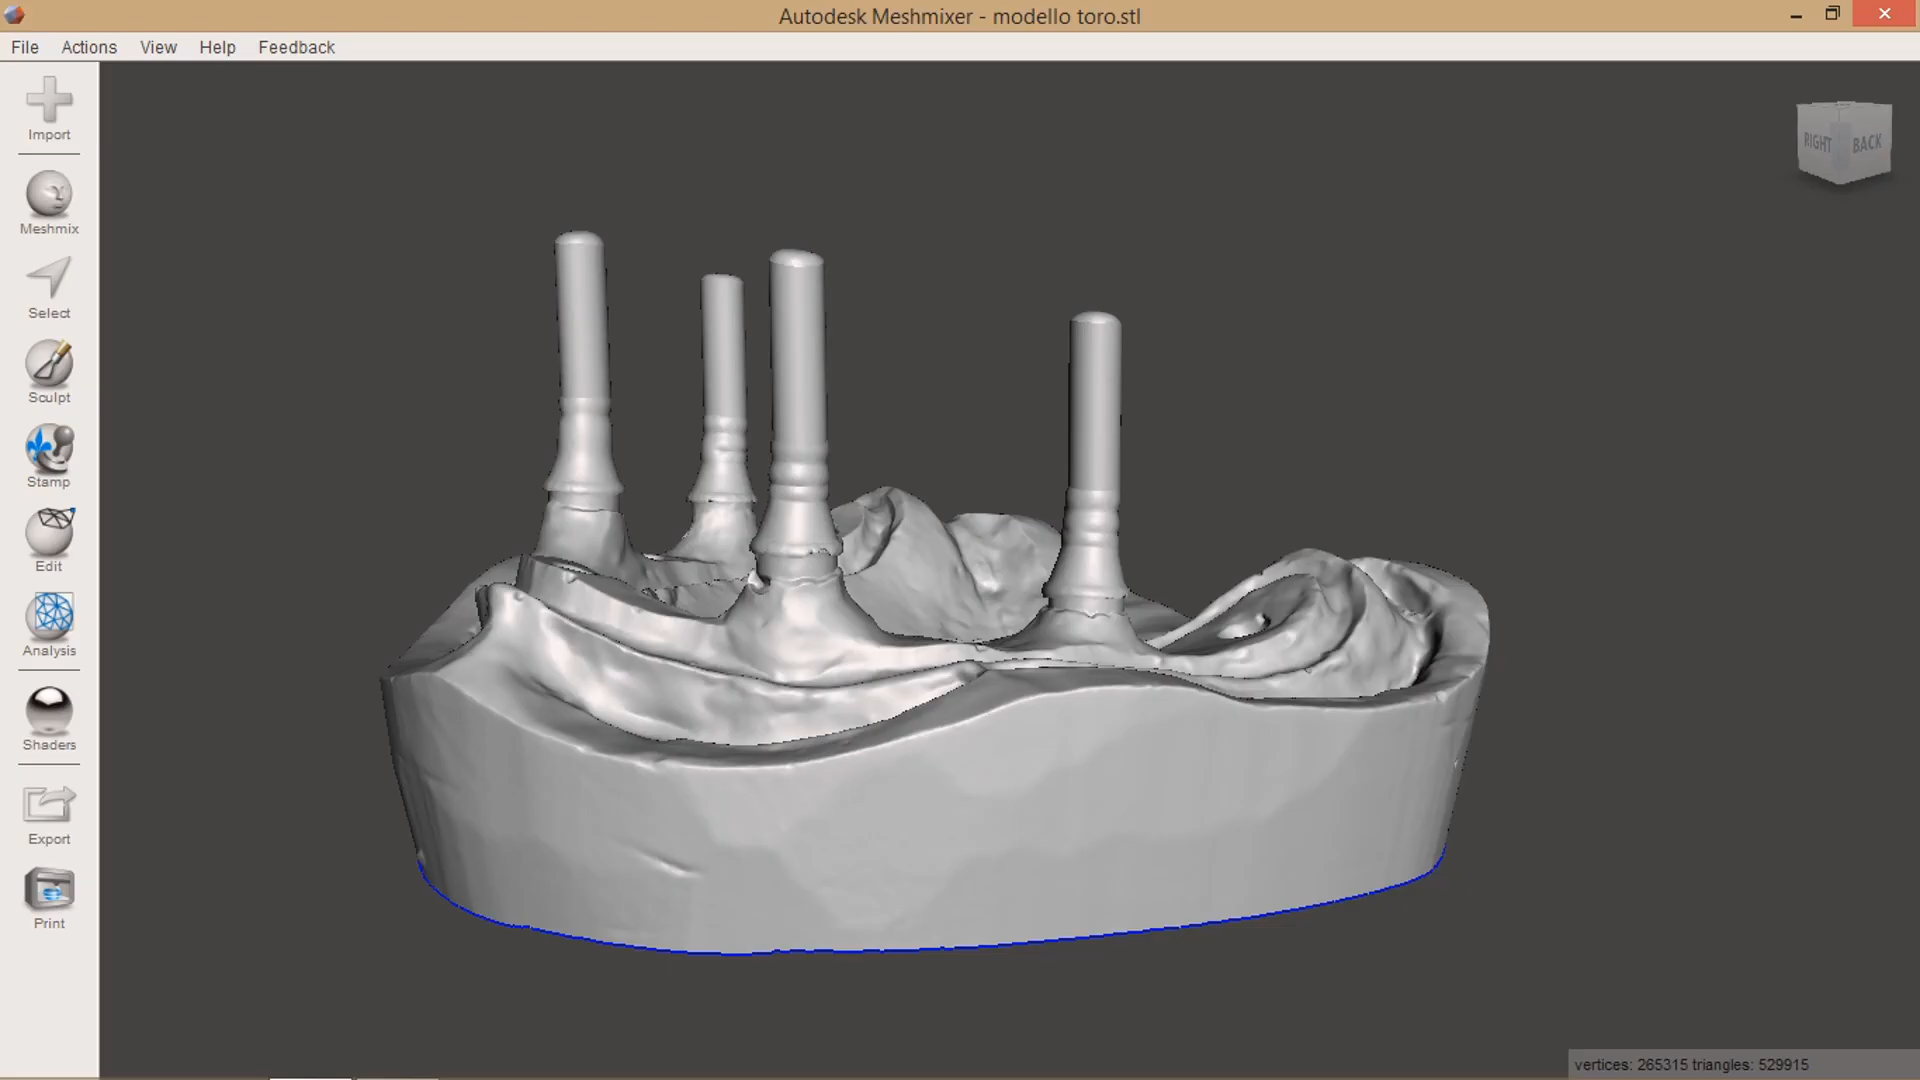 Autodesk Meshmixer - modello toro.stl
File Actions View Help Feedback
Import
Meshmix
Select
Sculpt
Stamp
Edit
Analysis
Shaders
Export
Print
RIGHT BACK
vertices: 265315 triangles: 529915